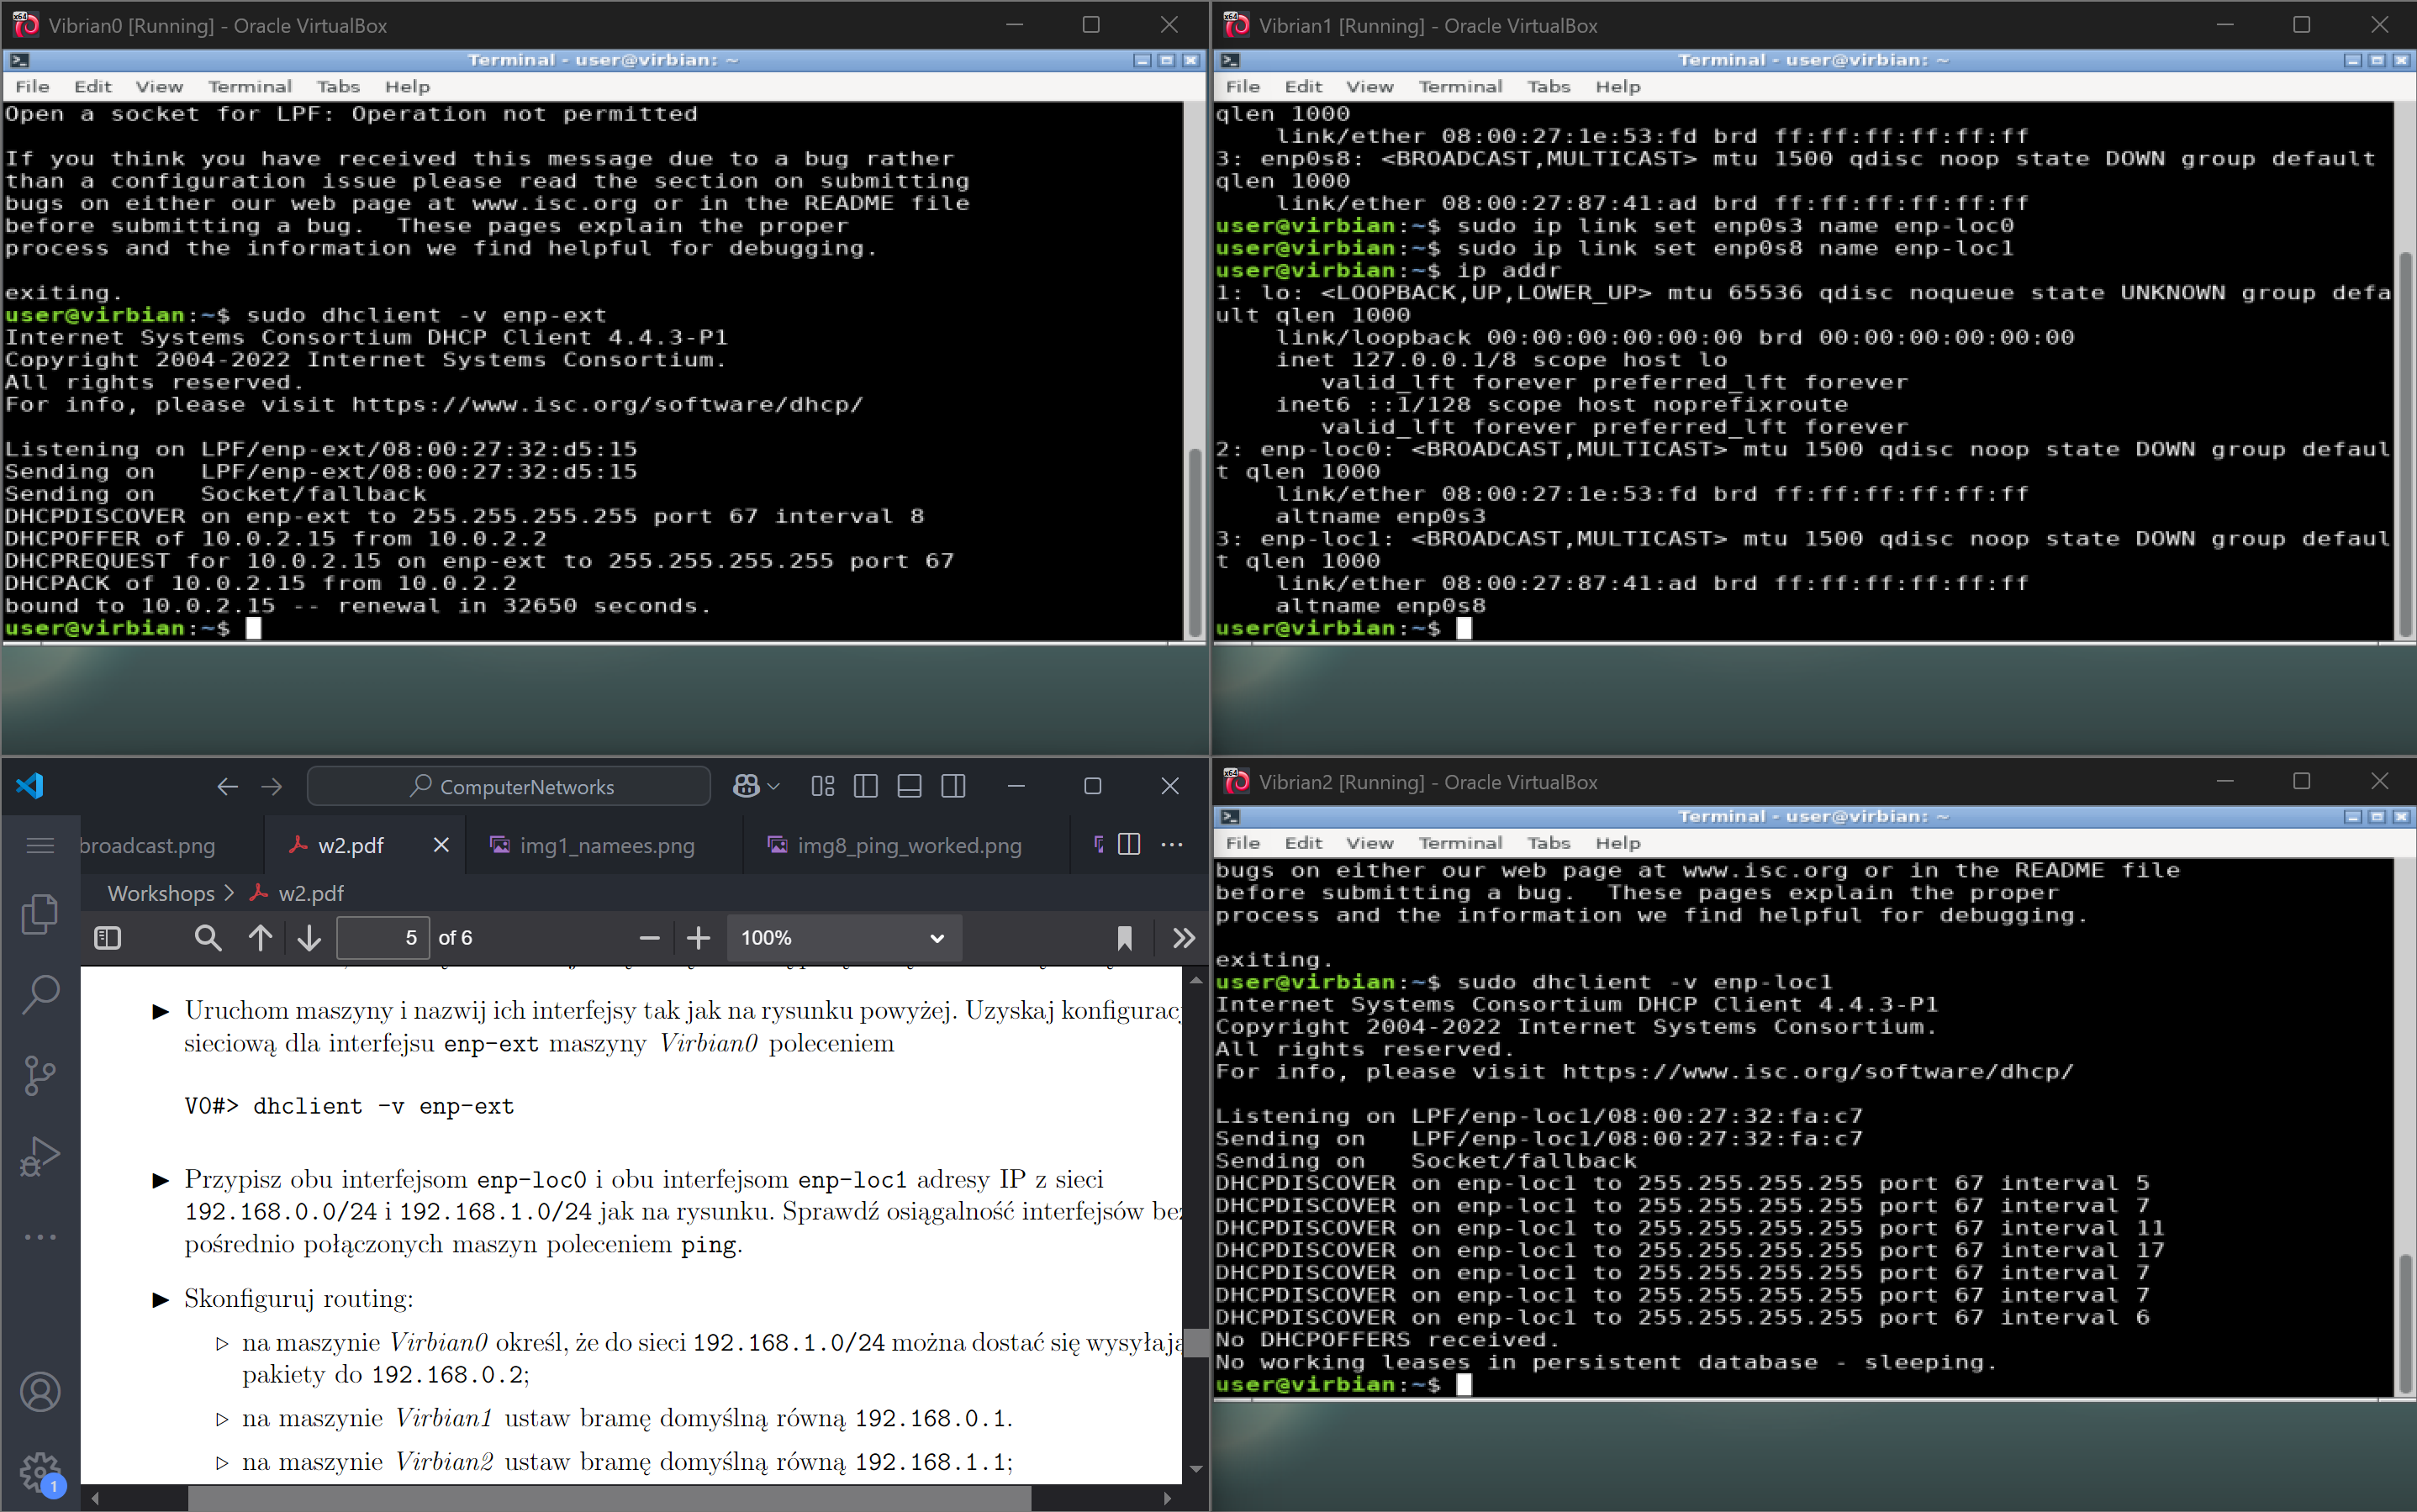 Vibrian0 [Running] - Oracle VirtualBox
Terminal - user@virbian: ~
File Edit View Terminal Tabs Help
Open a socket for LPF: Operation not permitted
If you think you have received this message due to a bug rather
than a configuration issue please read the section on submitting
bugs on either our web page at www.isc.org or in the README file
before submitting a bug.  These pages explain the proper
process and the information we find helpful for debugging.
exiting.
user@virbian:~$ sudo dhclient -v enp-ext
Internet Systems Consortium DHCP Client 4.4.3-P1
Copyright 2004-2022 Internet Systems Consortium.
All rights reserved.
For info, please visit https://www.isc.org/software/dhcp/
Listening on LPF/enp-ext/08:00:27:32:d5:15
Sending on   LPF/enp-ext/08:00:27:32:d5:15
Sending on   Socket/fallback
DHCPDISCOVER on enp-ext to 255.255.255.255 port 67 interval 8
DHCPOFFER of 10.0.2.15 from 10.0.2.2
DHCPREQUEST for 10.0.2.15 on enp-ext to 255.255.255.255 port 67
DHCPACK of 10.0.2.15 from 10.0.2.2
bound to 10.0.2.15 -- renewal in 32650 seconds.
user@virbian:~$
Vibrian1 [Running] - Oracle VirtualBox
Terminal - user@virbian: ~
File Edit View Terminal Tabs Help
qlen 1000
link/ether 08:00:27:1e:53:fd brd ff:ff:ff:ff:ff:ff
3: enp0s8: <BROADCAST,MULTICAST> mtu 1500 qdisc noop state DOWN group default
qlen 1000
link/ether 08:00:27:87:41:ad brd ff:ff:ff:ff:ff:ff
user@virbian:~$ sudo ip link set enp0s3 name enp-loc0
user@virbian:~$ sudo ip link set enp0s8 name enp-loc1
user@virbian:~$ ip addr
1: lo: <LOOPBACK,UP,LOWER_UP> mtu 65536 qdisc noqueue state UNKNOWN group defa
ult qlen 1000
link/loopback 00:00:00:00:00:00 brd 00:00:00:00:00:00
inet 127.0.0.1/8 scope host lo
valid_lft forever preferred_lft forever
inet6 ::1/128 scope host noprefixroute
valid_lft forever preferred_lft forever
2: enp-loc0: <BROADCAST,MULTICAST> mtu 1500 qdisc noop state DOWN group defaul
t qlen 1000
link/ether 08:00:27:1e:53:fd brd ff:ff:ff:ff:ff:ff
altname enp0s3
3: enp-loc1: <BROADCAST,MULTICAST> mtu 1500 qdisc noop state DOWN group defaul
t qlen 1000
link/ether 08:00:27:87:41:ad brd ff:ff:ff:ff:ff:ff
altname enp0s8
user@virbian:~$
ComputerNetworks
broadcast.png w2.pdf img1_namees.png img8_ping_worked.png
Workshops > w2.pdf
5 of 6 100%
► Uruchom maszyny i nazwij ich interfejsy tak jak na rysunku powyżej. Uzyskaj konfigurac
sieciową dla interfejsu enp-ext maszyny Virbian0 poleceniem
V0#> dhclient -v enp-ext
► Przypisz obu interfejsom enp-loc0 i obu interfejsom enp-loc1 adresy IP z sieci
192.168.0.0/24 i 192.168.1.0/24 jak na rysunku. Sprawdź osiągalność interfejsów bez
pośrednio połączonych maszyn poleceniem ping.
► Skonfiguruj routing:
▷ na maszynie Virbian0 określ, że do sieci 192.168.1.0/24 można dostać się wysyłają
pakiety do 192.168.0.2;
▷ na maszynie Virbian1 ustaw bramę domyślną równą 192.168.0.1.
▷ na maszynie Virbian2 ustaw bramę domyślną równą 192.168.1.1;
1
Vibrian2 [Running] - Oracle VirtualBox
Terminal - user@virbian: ~
File Edit View Terminal Tabs Help
bugs on either our web page at www.isc.org or in the README file
before submitting a bug.  These pages explain the proper
process and the information we find helpful for debugging.
exiting.
user@virbian:~$ sudo dhclient -v enp-loc1
Internet Systems Consortium DHCP Client 4.4.3-P1
Copyright 2004-2022 Internet Systems Consortium.
All rights reserved.
For info, please visit https://www.isc.org/software/dhcp/
Listening on LPF/enp-loc1/08:00:27:32:fa:c7
Sending on   LPF/enp-loc1/08:00:27:32:fa:c7
Sending on   Socket/fallback
DHCPDISCOVER on enp-loc1 to 255.255.255.255 port 67 interval 5
DHCPDISCOVER on enp-loc1 to 255.255.255.255 port 67 interval 7
DHCPDISCOVER on enp-loc1 to 255.255.255.255 port 67 interval 11
DHCPDISCOVER on enp-loc1 to 255.255.255.255 port 67 interval 17
DHCPDISCOVER on enp-loc1 to 255.255.255.255 port 67 interval 7
DHCPDISCOVER on enp-loc1 to 255.255.255.255 port 67 interval 7
DHCPDISCOVER on enp-loc1 to 255.255.255.255 port 67 interval 6
No DHCPOFFERS received.
No working leases in persistent database - sleeping.
user@virbian:~$